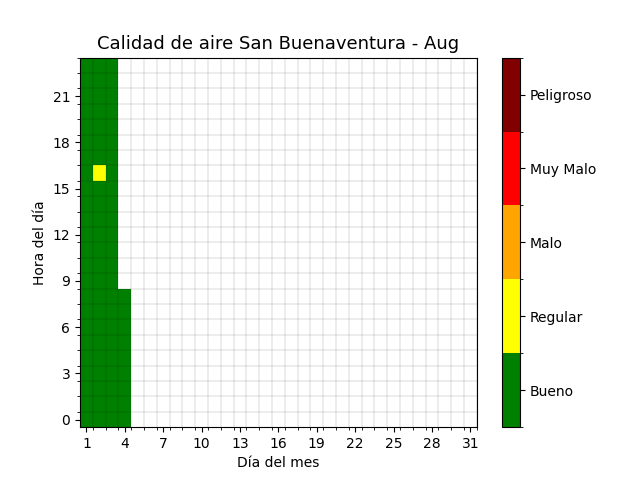 Calidad de aire San Buenaventura - Aug
Hora del día
21
18
15
12
9
6
3
0
1 4 7 10 13 16 19 22 25 28 31
Día del mes
Peligroso
Muy Malo
Malo
Regular
Bueno